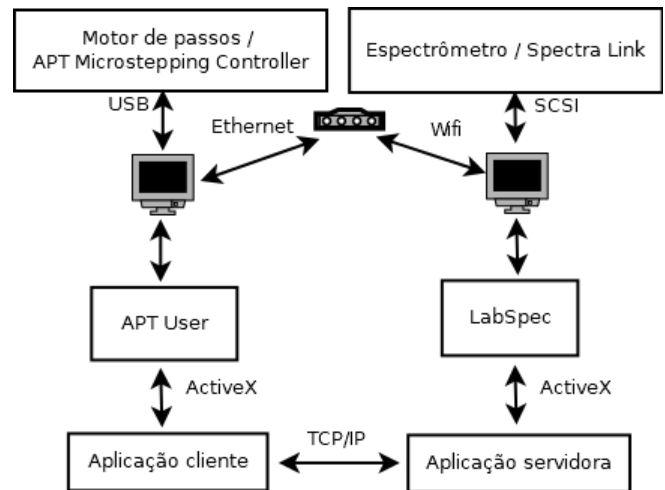 Motor de passos /
APT Microstepping Controller
Espectrômetro / Spectra Link
USB
SCSI
Ethernet
Wifi
APT User
LabSpec
ActiveX
ActiveX
TCP/IP
Aplicação cliente
Aplicação servidora